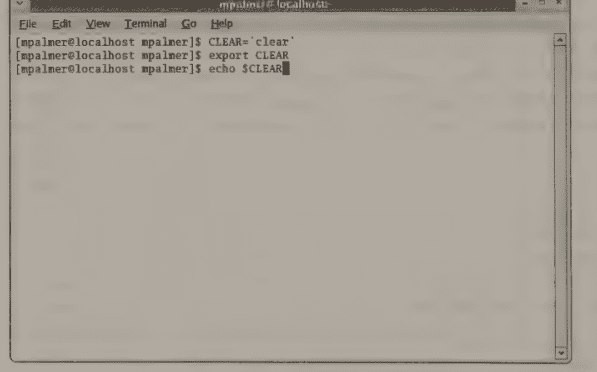 mpalmer@localhost:~
File Edit View Terminal Go Help
[mpalmer@localhost mpalmer]$ CLEAR=`clear`
[mpalmer@localhost mpalmer]$ export CLEAR
[mpalmer@localhost mpalmer]$ echo $CLEAR